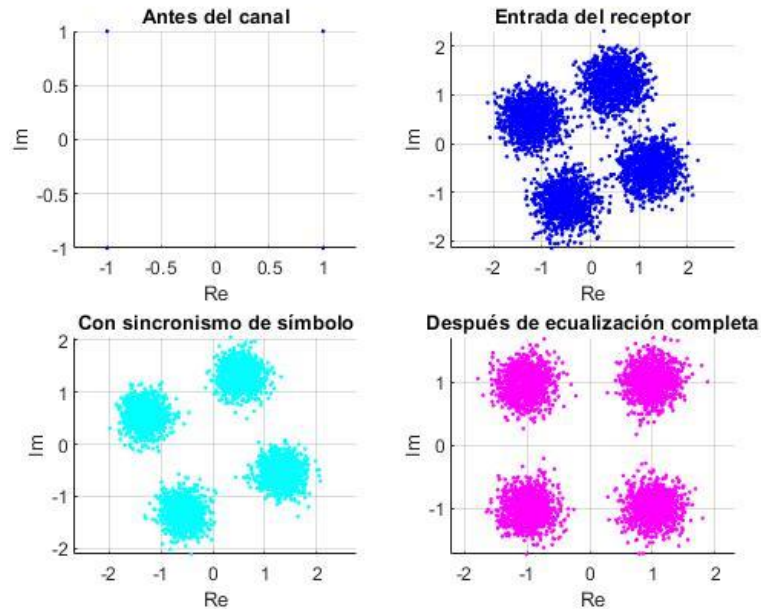 Antes del canal
1
0.5
0
-0.5
-1
Im
-1 -0.5 0 0.5 1
Re
Entrada del receptor
2
1
0
-1
-2
Im
-2 -1 0 1 2
Re
Con sincronismo de símbolo
2
1
0
-1
-2
Im
-2 -1 0 1 2
Re
Después de ecualización completa
1
0
-1
Im
-2 -1 0 1 2
Re